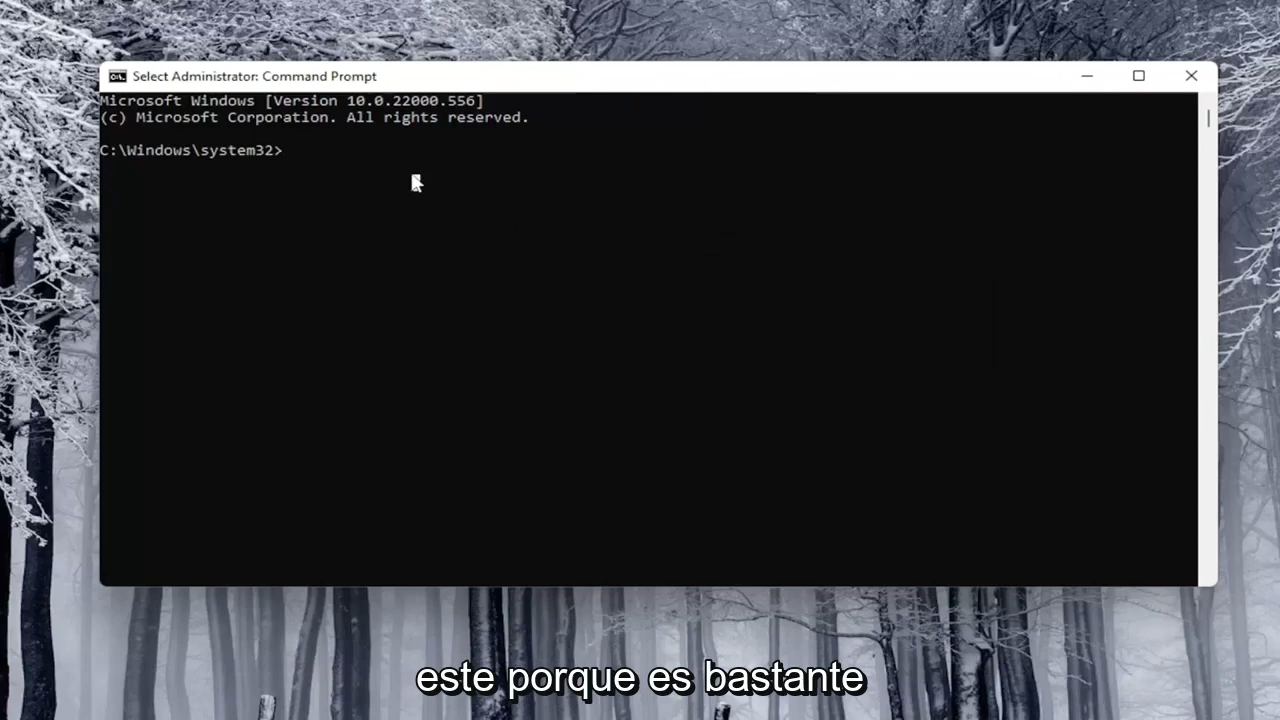 Select Administrator: Command Prompt
Microsoft Windows [Version 10.0.22000.556]
(c) Microsoft Corporation. All rights reserved.
C:\Windows\system32>
este porque es bastante